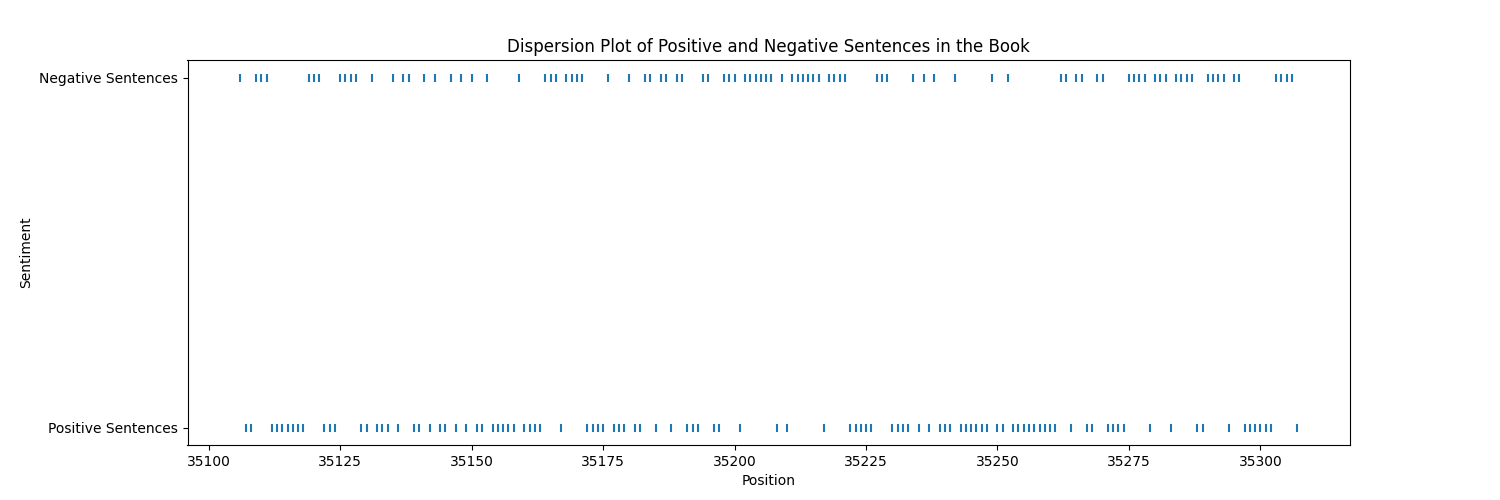 Dispersion Plot of Positive and Negative Sentences in the Book
Negative Sentences
Sentiment
Positive Sentences
35100 35125 35150 35175 35200 35225 35250 35275 35300
Position